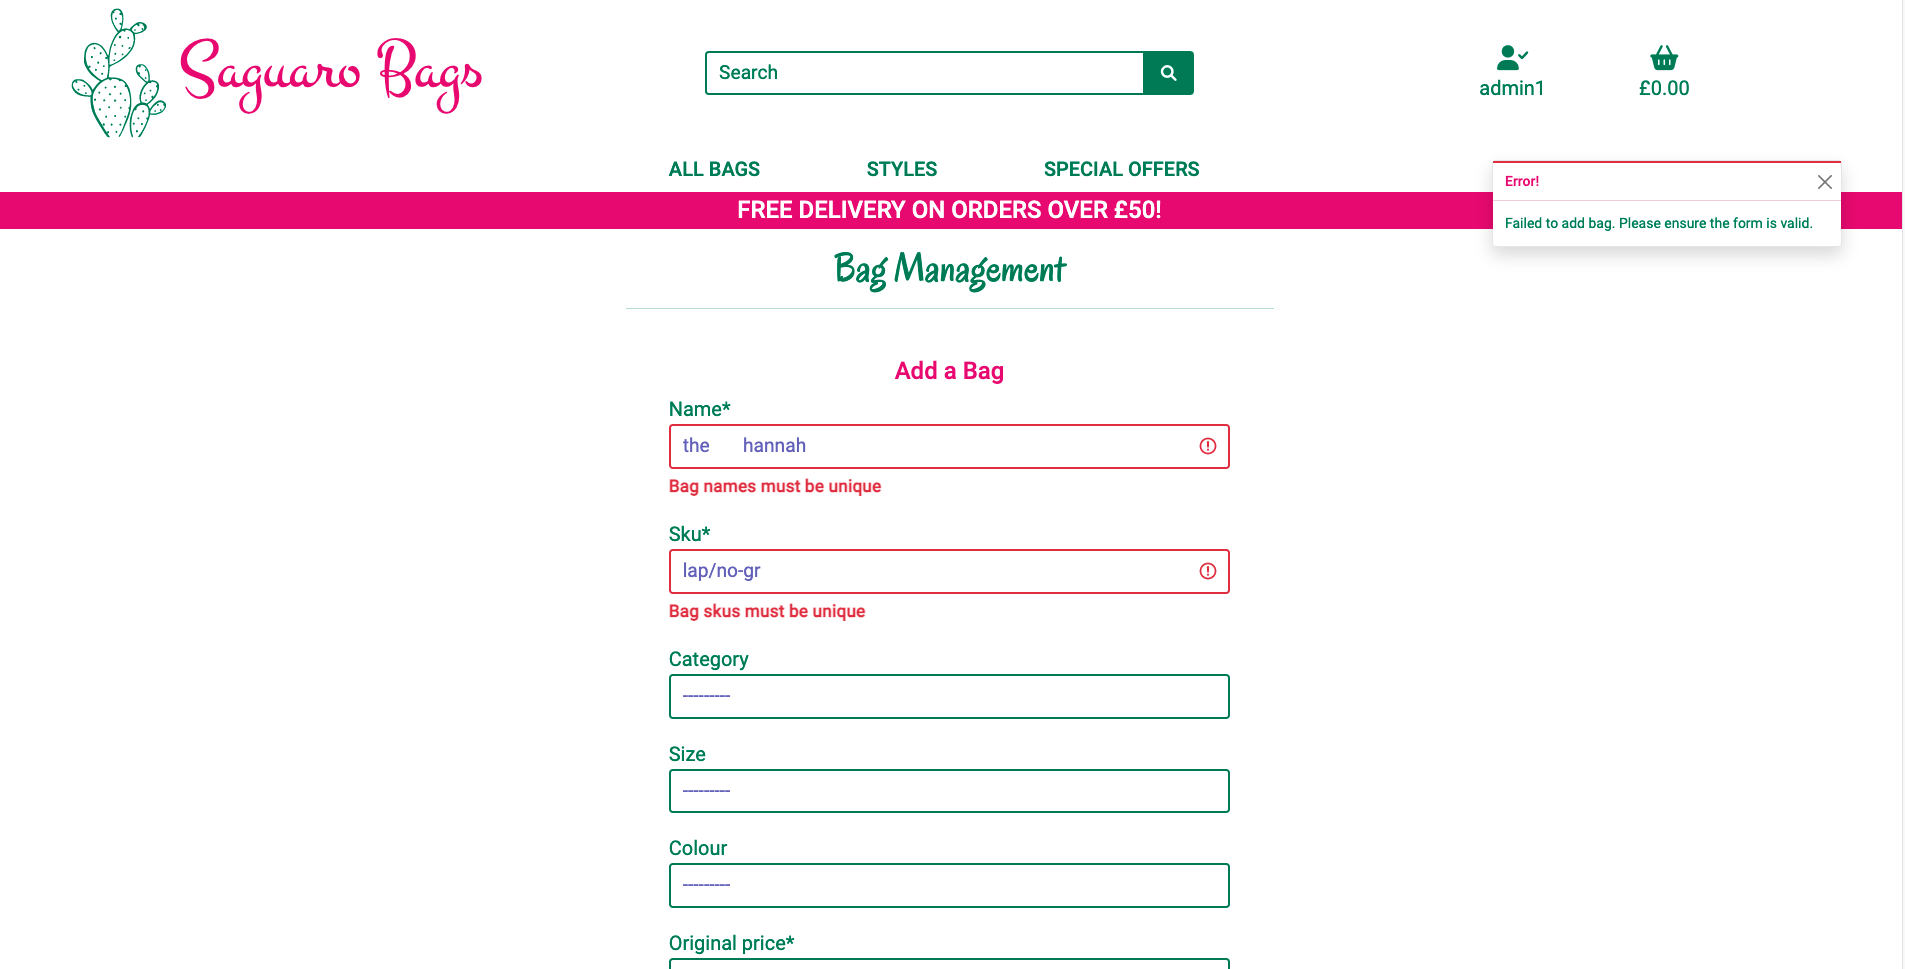 Saguaro Bags
Search
admin1
£0.00
ALL BAGS STYLES SPECIAL OFFERS
Error!
Failed to add bag. Please ensure the form is valid.
FREE DELIVERY ON ORDERS OVER £50!
Bag Management
Add a Bag
Name*
the      hannah
Bag names must be unique
Sku*
lap/no-gr
Bag skus must be unique
Category
---------
Size
---------
Colour
---------
Original price*